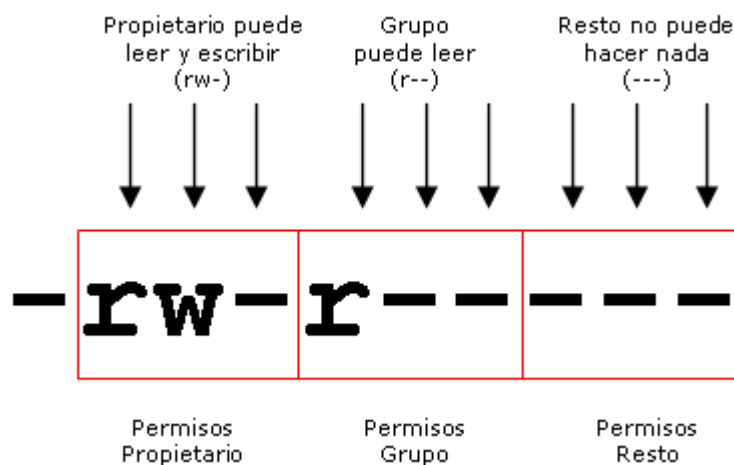 Propietario puede
leer y escribir
(rw-)
Grupo
puede leer
(r--)
Resto no puede
hacer nada
(---)
-rw-r-----
Permisos
Propietario
Permisos
Grupo
Permisos
Resto